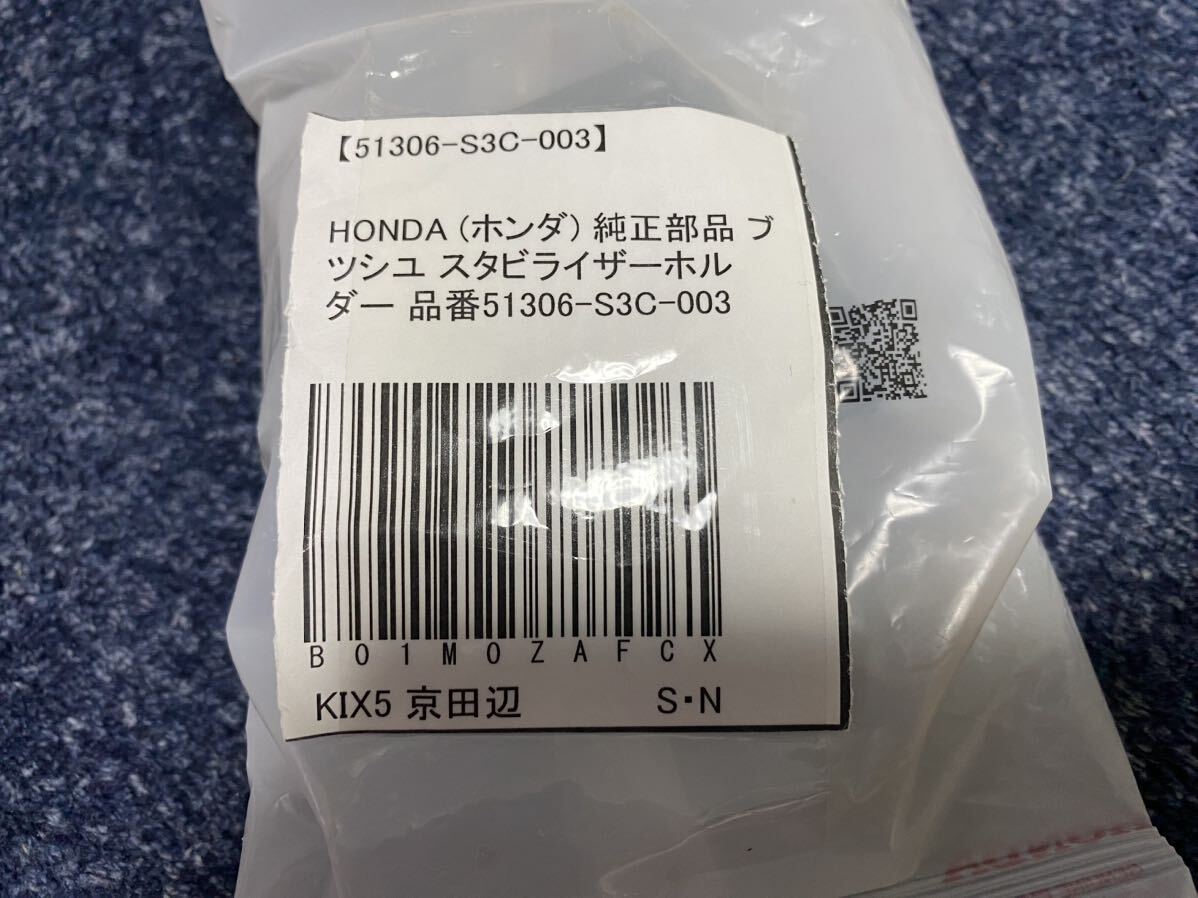 【51306-S3C-003】
HONDA (ホンダ) 純正部品 ブ
ツシユ スタビライザーホル
ダー 品番51306-S3C-003
B01M0ZAFCX
KIX5 京田辺 S・N